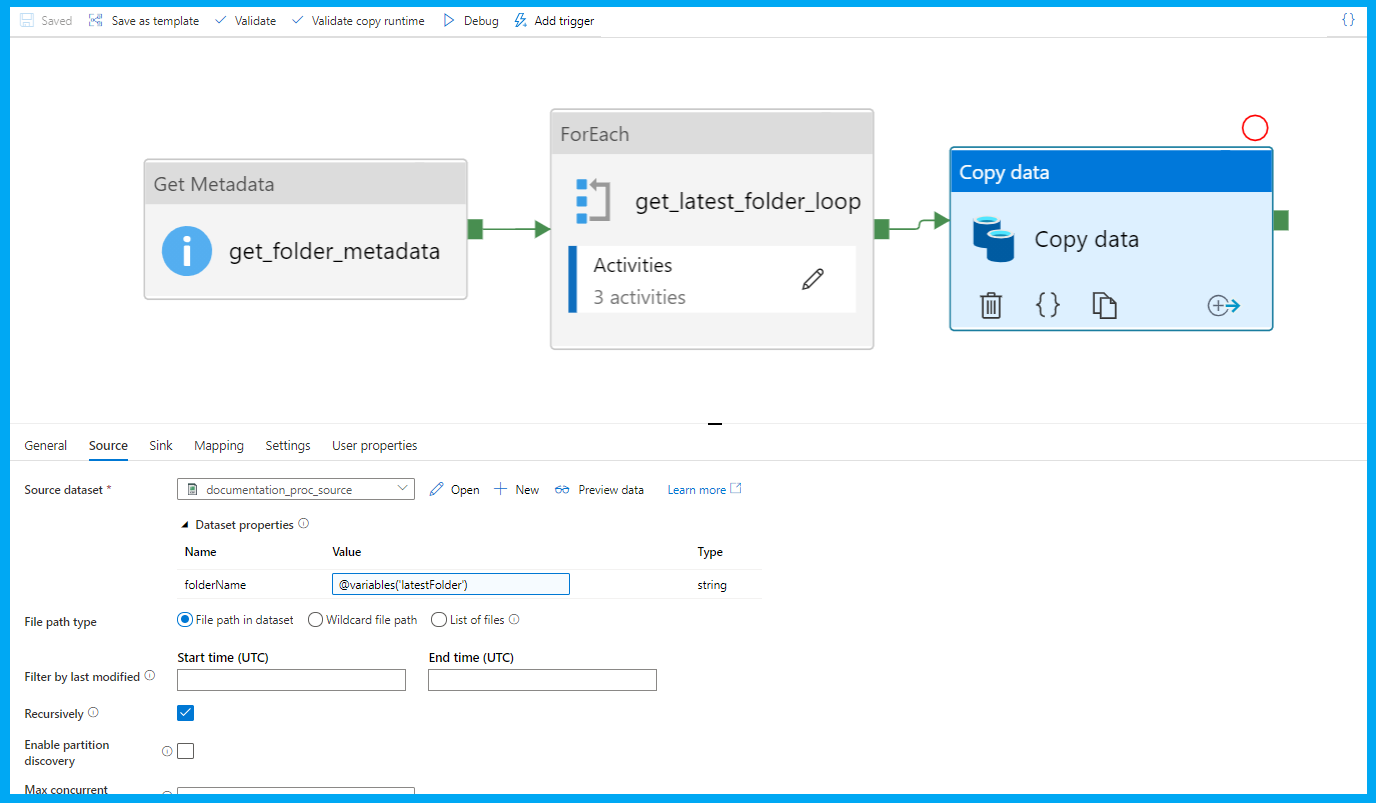 Saved Save as template Validate Validate copy runtime Debug Add trigger {}
Get Metadata
get_folder_metadata
ForEach
get_latest_folder_loop
Activities
3 activities
Copy data
Copy data
{}
General Source Sink Mapping Settings User properties
Source dataset * documentation_proc_source Open New Preview data Learn more
Dataset properties
Name Value Type
folderName @variables('latestFolder') string
File path type File path in dataset Wildcard file path List of files
Start time (UTC) End time (UTC)
Filter by last modified
Recursively
Enable partition
discovery
Max concurrent